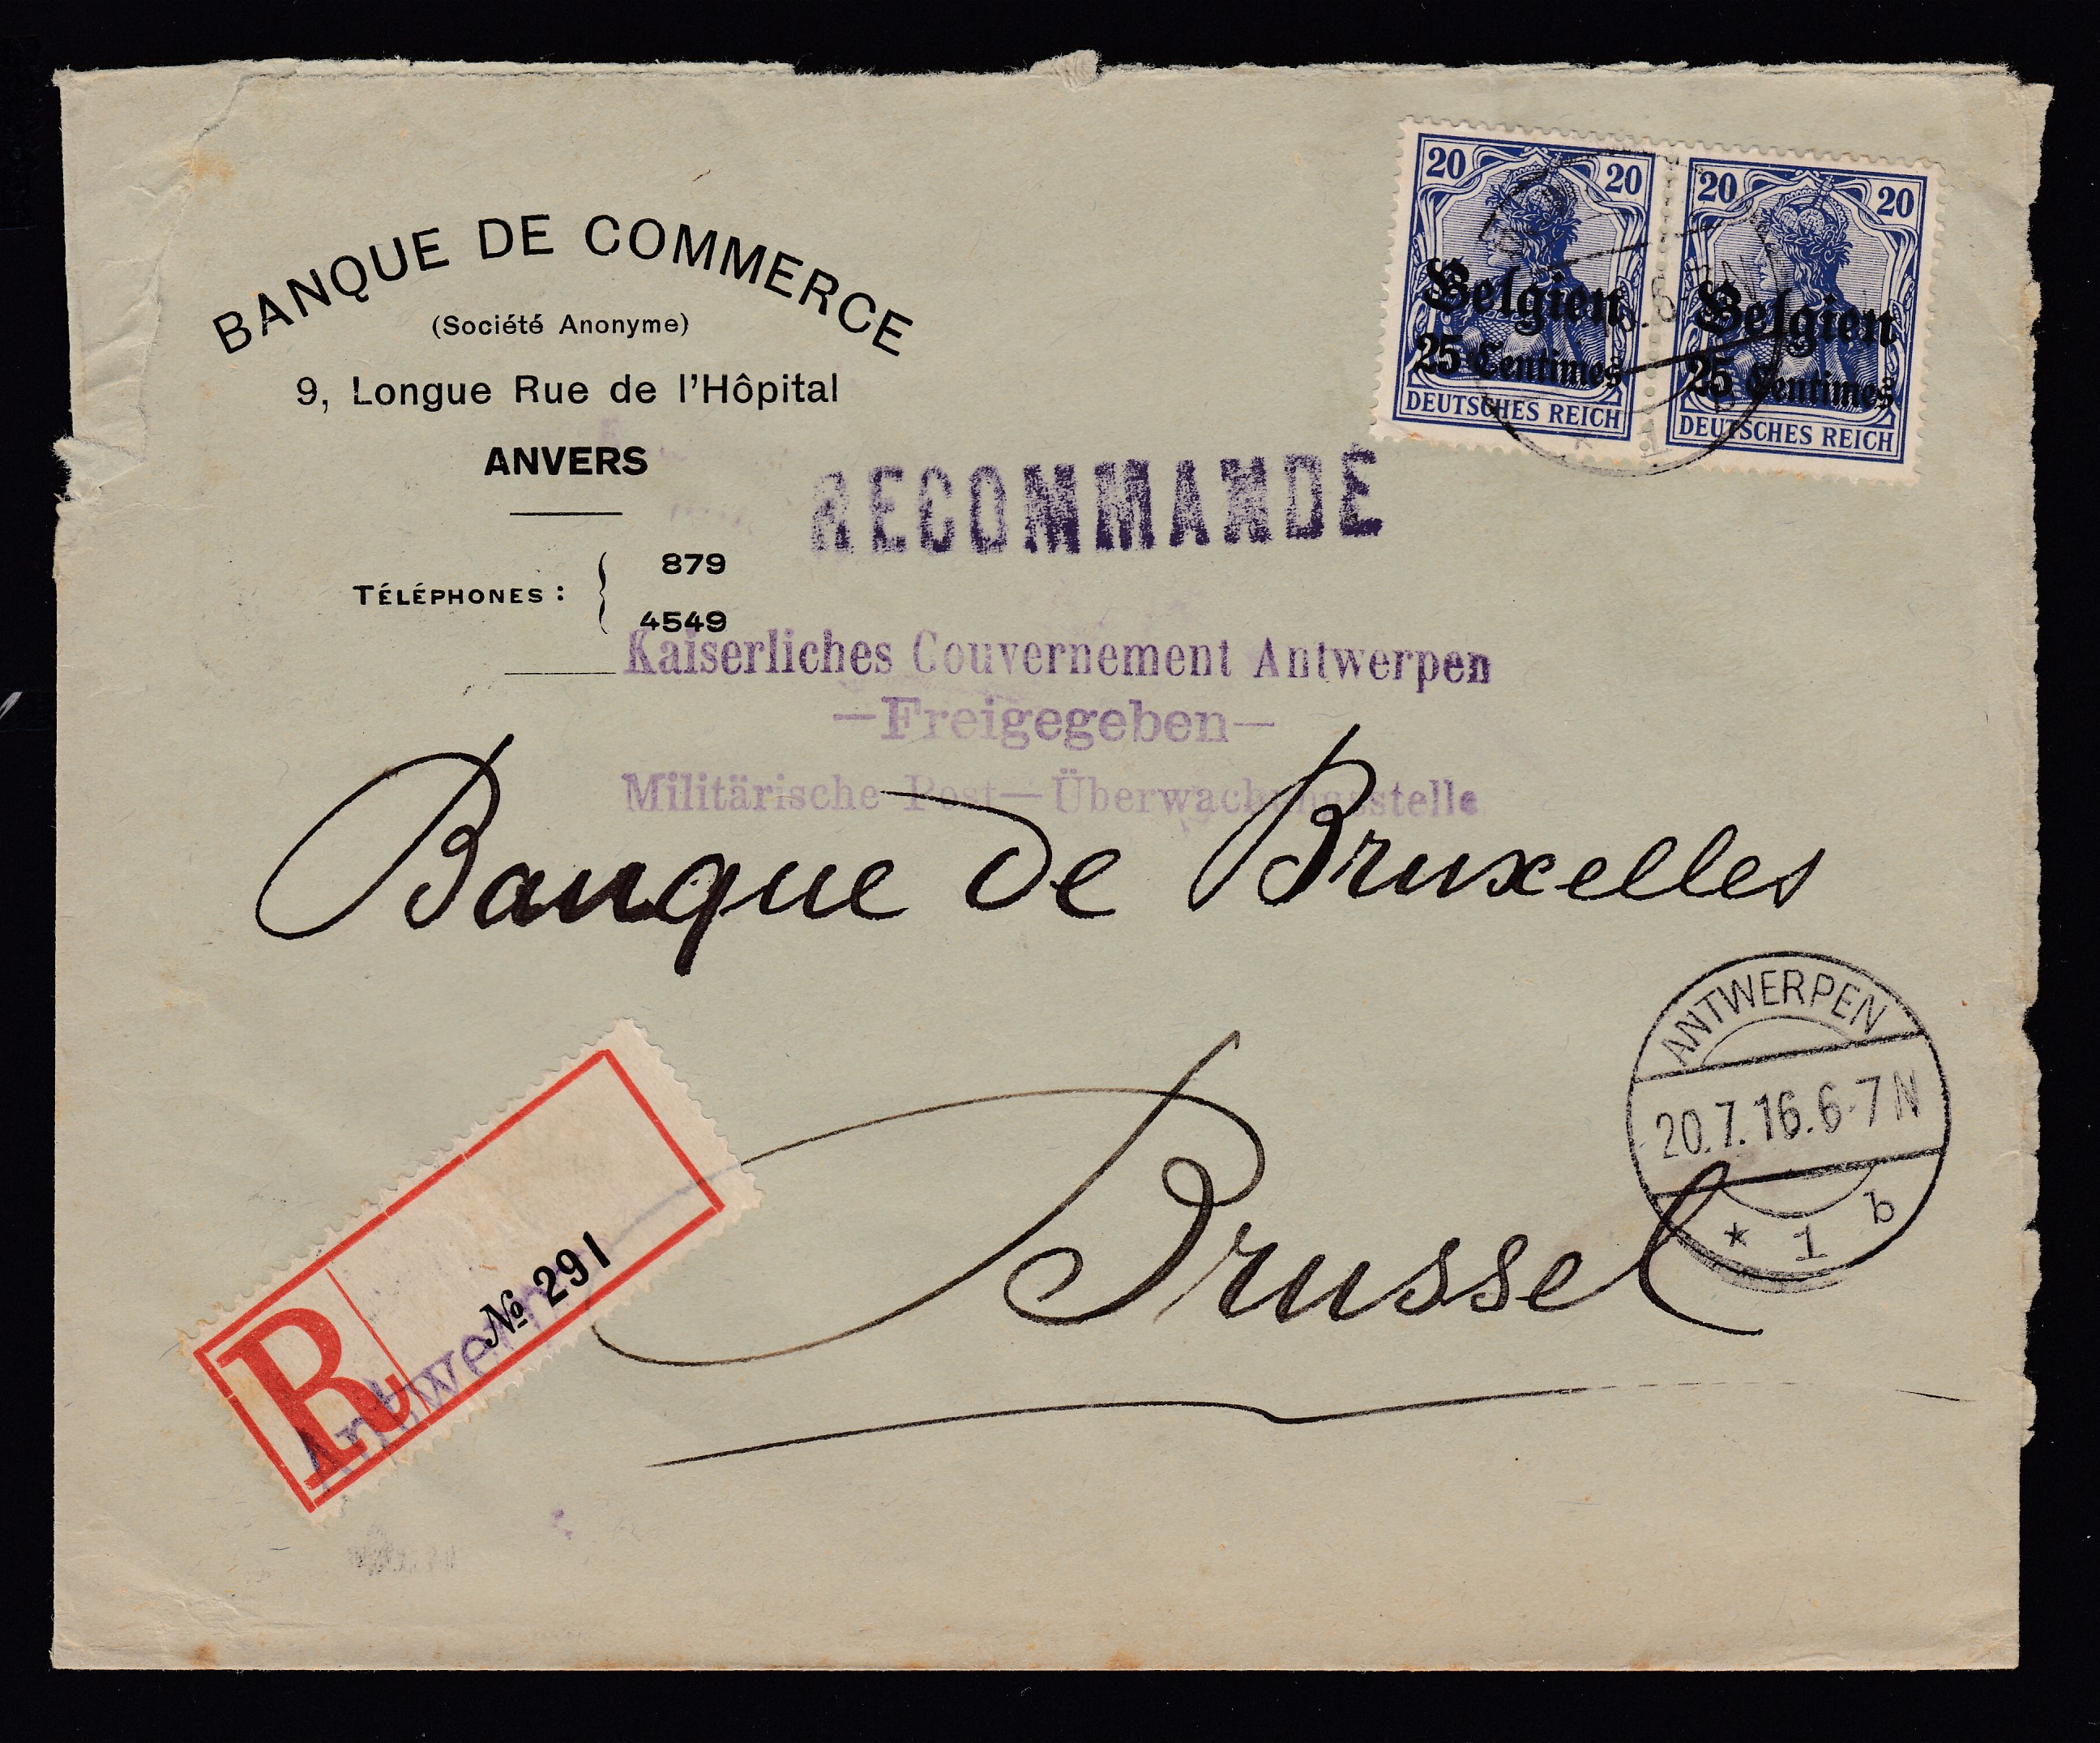 BANQUE DE COMMERCE
(Société Anonyme)
9, Longue Rue de l'Hôpital
ANVERS
TÉLÉPHONES :
879
4549
20 20
Belgien
25 Centimes
DEUTSCHES REICH
20 20
Belgien
25 Centimes
DEUTSCHES REICH
RECOMMANDÉ
Kaiserliches Gouvernement Antwerpen
—Freigegeben—
Militärische Post—Überwachungsstelle
Banque de Bruxelles
Brussel
ANTWERPEN
20.7.16.6-7N
* 1 b
R
№ 291
Antwerpen